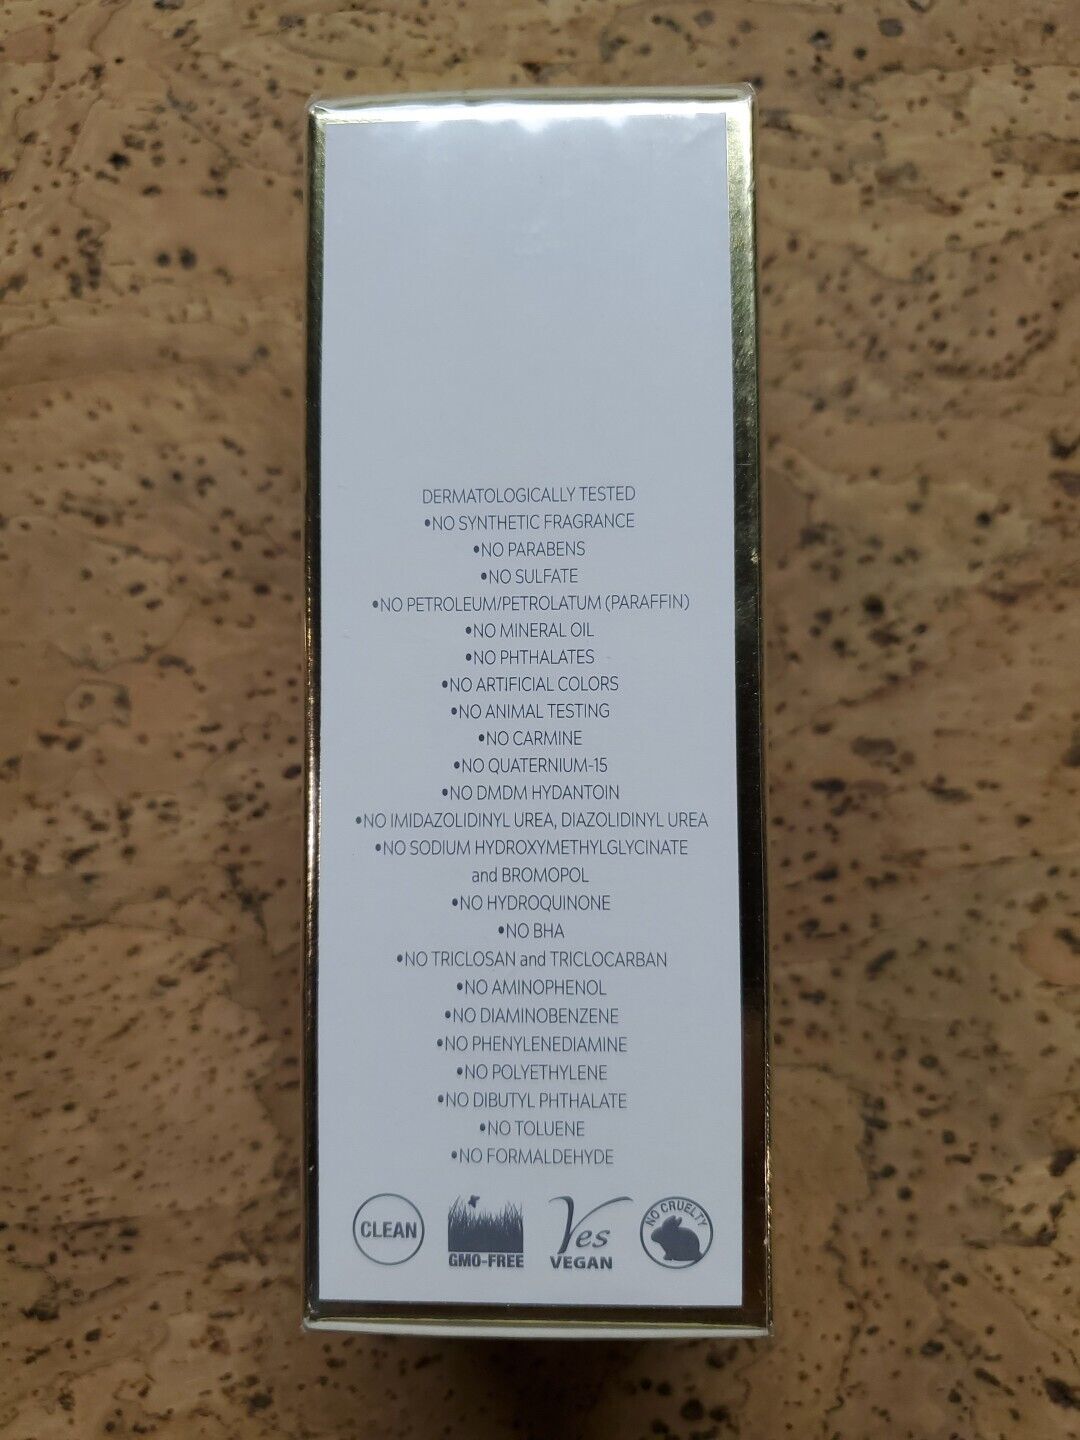 DERMATOLOGICALLY TESTED
•NO SYNTHETIC FRAGRANCE
•NO PARABENS
•NO SULFATE
•NO PETROLEUM/PETROLATUM (PARAFFIN)
•NO MINERAL OIL
•NO PHTHALATES
•NO ARTIFICIAL COLORS
•NO ANIMAL TESTING
•NO CARMINE
•NO QUATERNIUM-15
•NO DMDM HYDANTOIN
•NO IMIDAZOLIDINYL UREA, DIAZOLIDINYL UREA
•NO SODIUM HYDROXYMETHYLGLYCINATE
and BROMOPOL
•NO HYDROQUINONE
•NO BHA
•NO TRICLOSAN and TRICLOCARBAN
•NO AMINOPHENOL
•NO DIAMINOBENZENE
•NO PHENYLENEDIAMINE
•NO POLYETHYLENE
•NO DIBUTYL PHTHALATE
•NO TOLUENE
•NO FORMALDEHYDE
CLEAN
GMO-FREE
Yes
VEGAN
NO CRUELTY